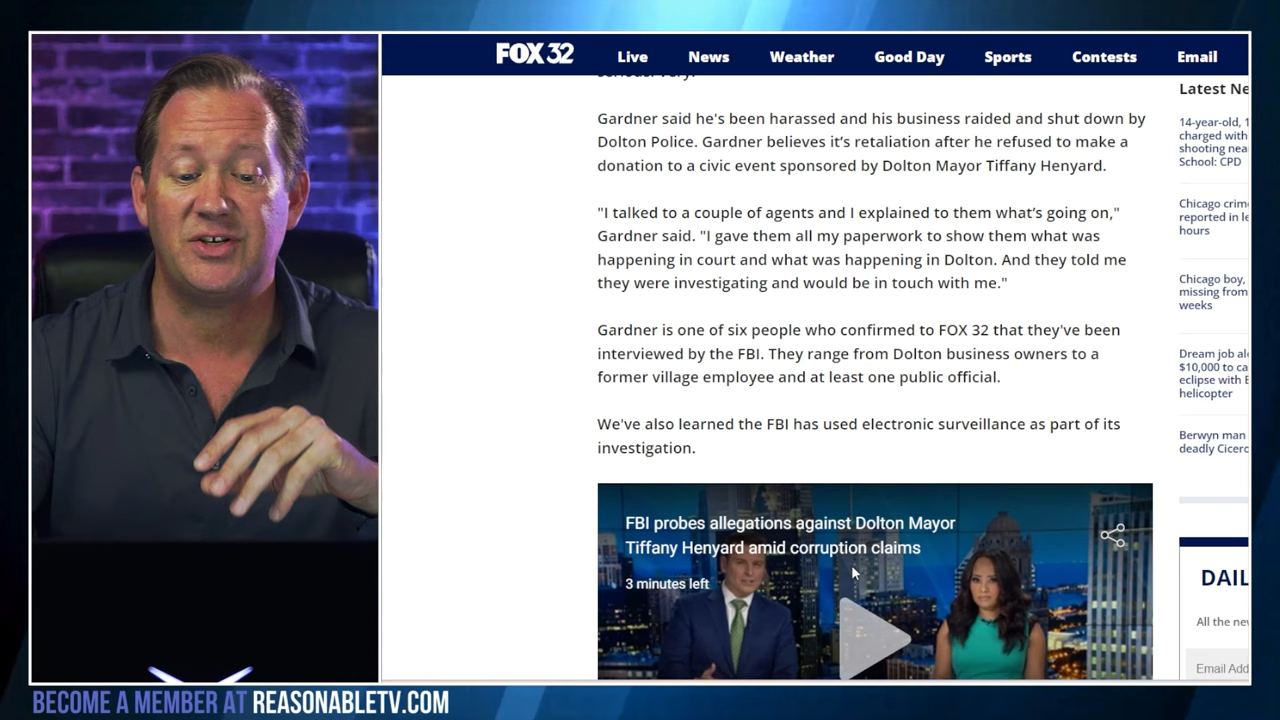 FOX 32
Live
News
Weather
Good Day
Sports
Contests
Email
Gardner said he's been harassed and his business raided and shut down by
Dolton Police. Gardner believes it’s retaliation after he refused to make a
donation to a civic event sponsored by Dolton Mayor Tiffany Henyard.
"I talked to a couple of agents and I explained to them what’s going on,"
Gardner said. "I gave them all my paperwork to show them what was
happening in court and what was happening in Dolton. And they told me
they were investigating and would be in touch with me."
Gardner is one of six people who confirmed to FOX 32 that they've been
interviewed by the FBI. They range from Dolton business owners to a
former village employee and at least one public official.
We've also learned the FBI has used electronic surveillance as part of its
investigation.
FBI probes allegations against Dolton Mayor
Tiffany Henyard amid corruption claims
3 minutes left
Latest Ne
14-year-old, 1
charged with
shooting nea
School: CPD
Chicago crim
reported in le
hours
Chicago boy,
missing from
weeks
Dream job al
$10,000 to ca
eclipse with
helicopter
Berwyn man
deadly Cicer
DAIL
All the nev
Email Add
BECOME A MEMBER AT REASONABLETV.COM